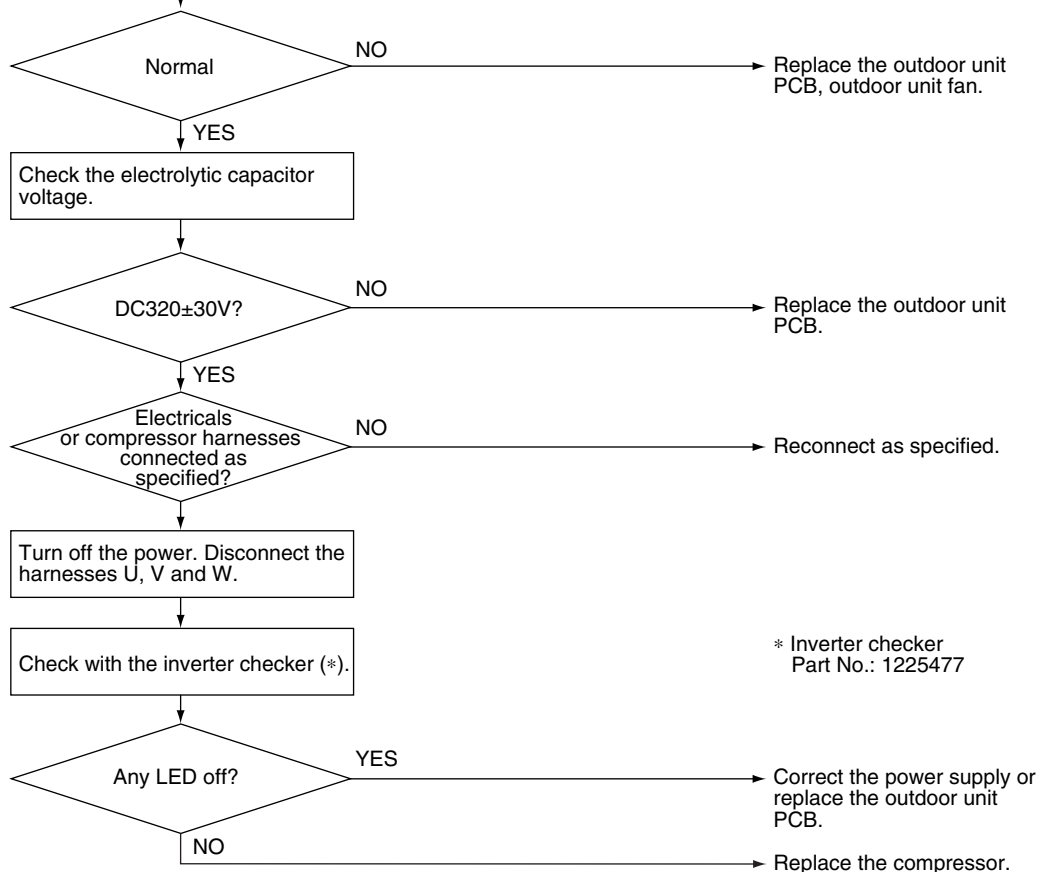 Normal
NO
Replace the outdoor unit
PCB, outdoor unit fan.
YES
Check the electrolytic capacitor
voltage.
DC320±30V?
NO
Replace the outdoor unit
PCB.
YES
Electricals
or compressor harnesses
connected as
specified?
NO
Reconnect as specified.
Turn off the power. Disconnect the
harnesses U, V and W.
Check with the inverter checker (*).
* Inverter checker
Part No.: 1225477
Any LED off?
YES
Correct the power supply or
replace the outdoor unit
PCB.
NO
Replace the compressor.